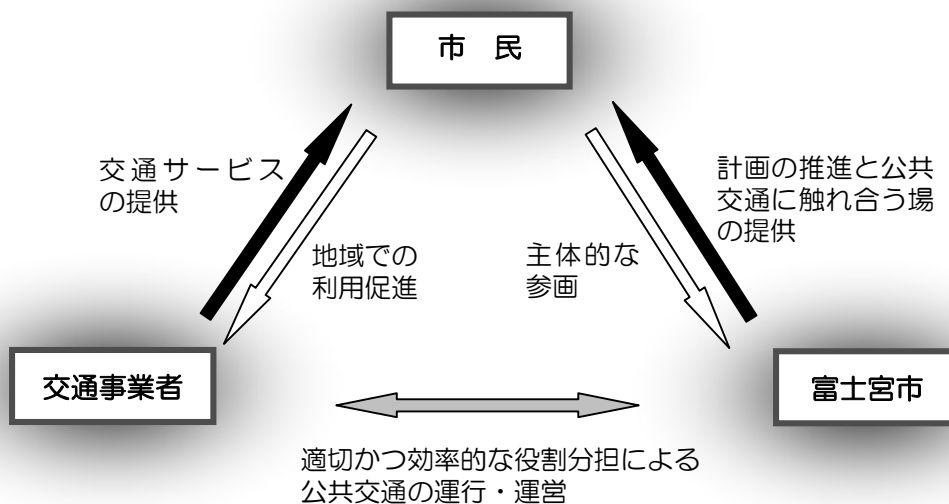 市　民
交通サービス
の提供
計画の推進と公共
交通に触れ合う場
の提供
地域での
利用促進
主体的な
参画
交通事業者
富士宮市
適切かつ効率的な役割分担による
公共交通の運行・運営